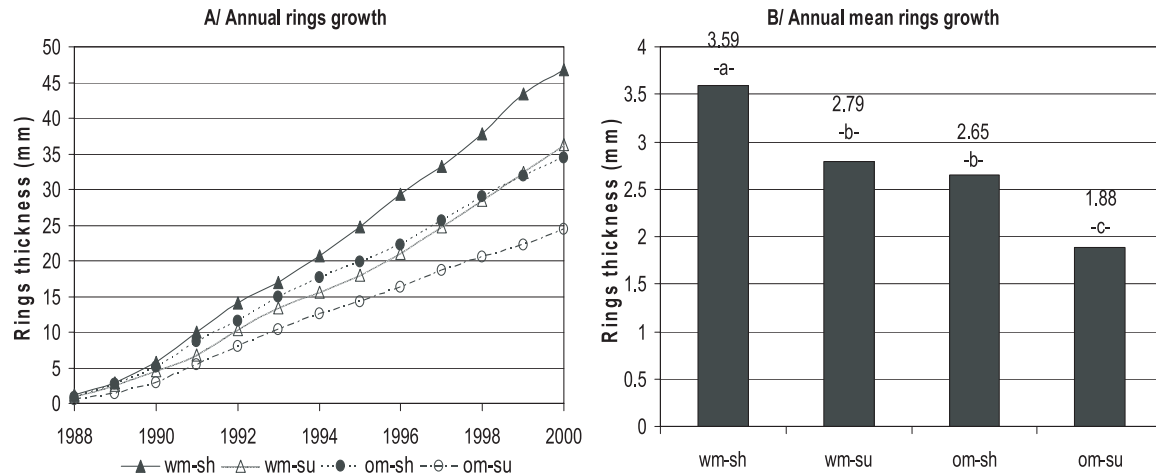 A/ Annual rings growth
Rings thickness (mm)
50
45
40
35
30
25
20
15
10
5
0
1988 1990 1992 1994 1996 1998 2000
wm-sh wm-su om-sh om-su
B/ Annual mean rings growth
Rings thickness (mm)
4
3.5
3
2.5
2
1.5
1
0.5
0
3.59
-a-
2.79
-b-
2.65
-b-
1.88
-c-
wm-sh wm-su om-sh om-su